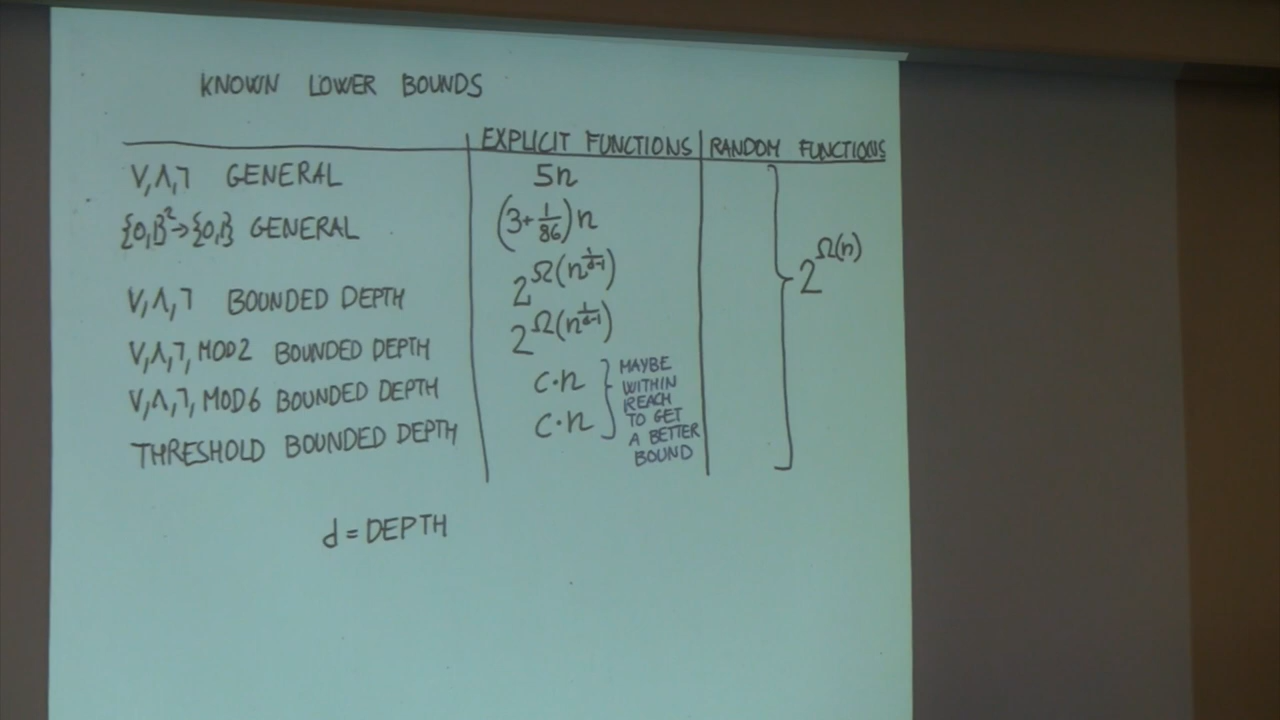 KNOWN LOWER BOUNDS
EXPLICIT FUNCTIONS RANDOM FUNCTIONS
V,Λ,⅂ GENERAL 5n
{0,1}²→{0,1} GENERAL (3+1/86)n
V,Λ,⅂ BOUNDED DEPTH 2^Ω(n^(1/(d-1)))
V,Λ,⅂, MOD2 BOUNDED DEPTH 2^Ω(n^(1/(d-1)))
V,Λ,⅂, MOD6 BOUNDED DEPTH C·n
THRESHOLD BOUNDED DEPTH C·n
MAYBE
WITHIN
REACH
TO GET
A BETTER
BOUND
2^Ω(n)
d = DEPTH